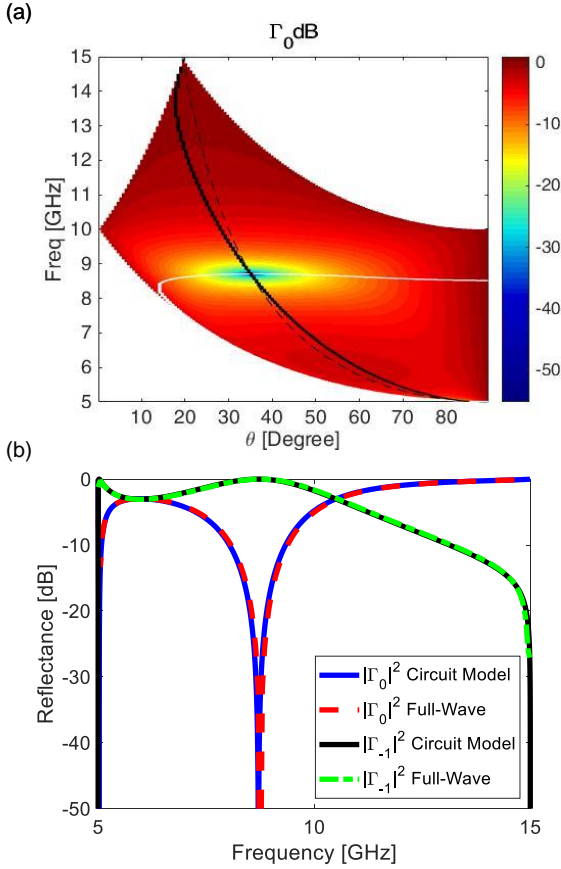 (a)
Γ₀dB
15
14
13
12
11
10
9
8
7
6
5
Freq [GHz]
10 20 30 40 50 60 70 80
θ [Degree]
0
-10
-20
-30
-40
-50
(b)
0
-10
-20
-30
-40
-50
Reflectance [dB]
|Γ₀|² Circuit Model
|Γ₀|² Full-Wave
|Γ₋₁|² Circuit Model
|Γ₋₁|² Full-Wave
5 10 15
Frequency [GHz]